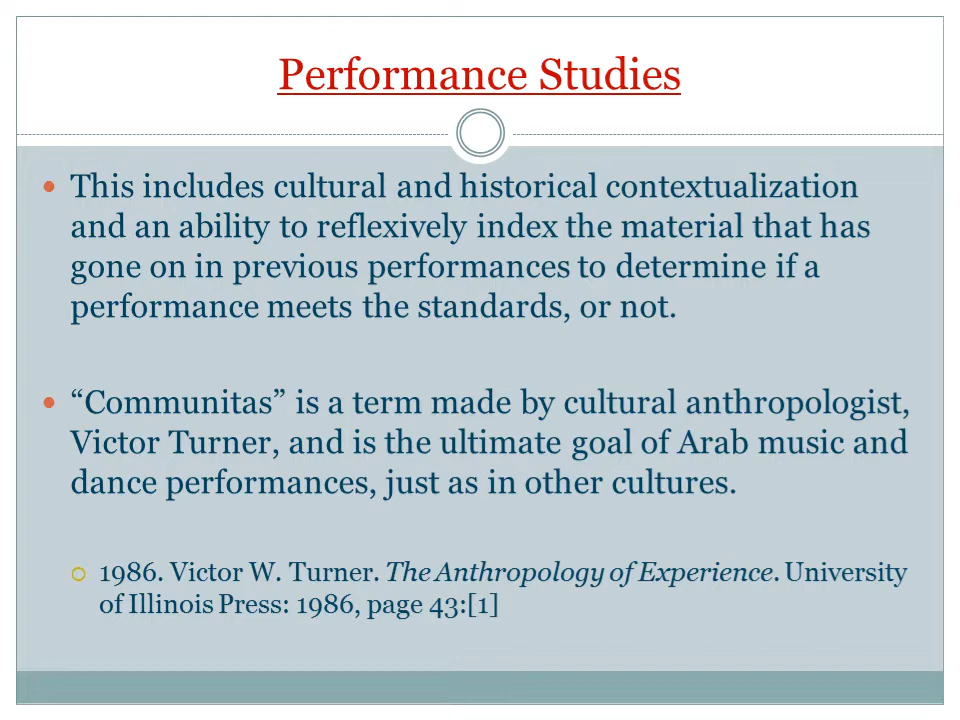 Performance Studies
• This includes cultural and historical contextualization
and an ability to reflexively index the material that has
gone on in previous performances to determine if a
performance meets the standards, or not.
• “Communitas” is a term made by cultural anthropologist,
Victor Turner, and is the ultimate goal of Arab music and
dance performances, just as in other cultures.
○ 1986. Victor W. Turner. The Anthropology of Experience. University
of Illinois Press: 1986, page 43:[1]